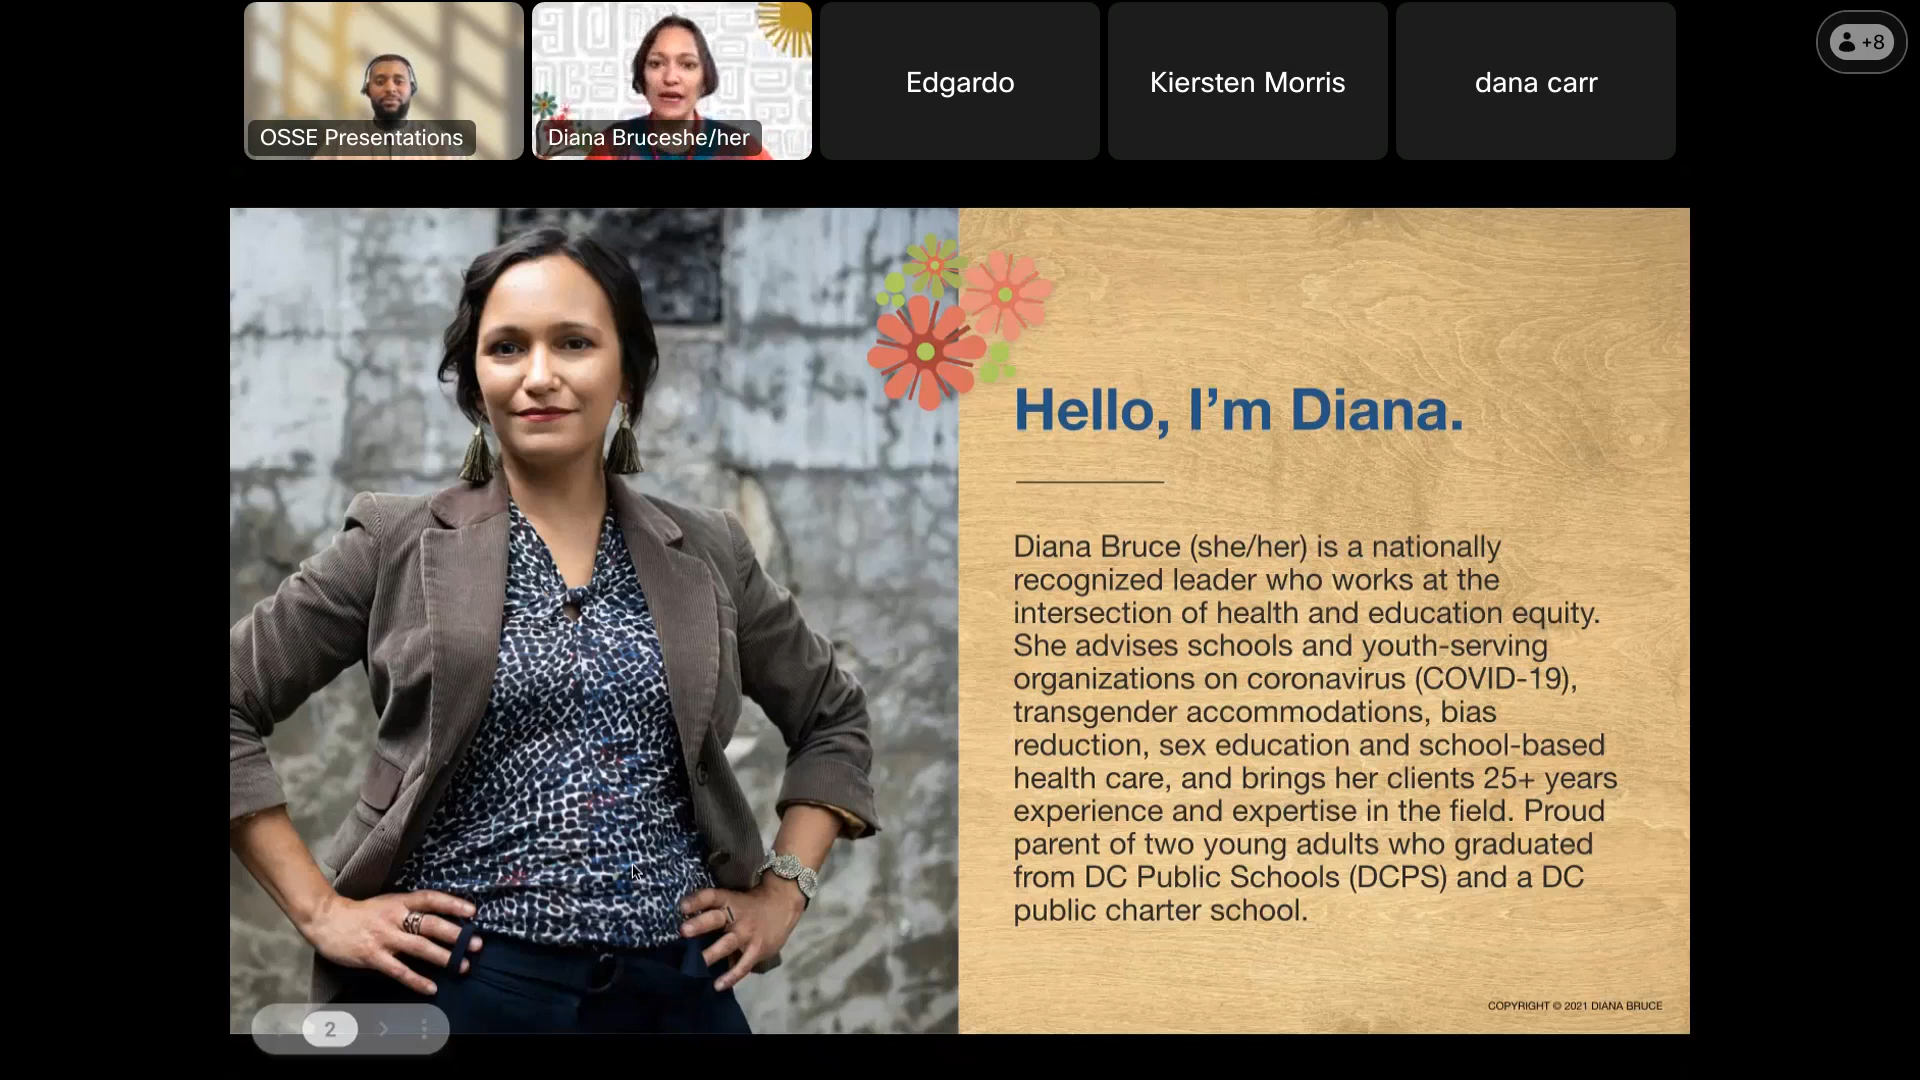 OSSE Presentations
Diana Bruceshe/her
Edgardo
Kiersten Morris
dana carr
+8
Hello, I’m Diana.
Diana Bruce (she/her) is a nationally
recognized leader who works at the
intersection of health and education equity.
She advises schools and youth-serving
organizations on coronavirus (COVID-19),
transgender accommodations, bias
reduction, sex education and school-based
health care, and brings her clients 25+ years
experience and expertise in the field. Proud
parent of two young adults who graduated
from DC Public Schools (DCPS) and a DC
public charter school.
COPYRIGHT © 2021 DIANA BRUCE
2